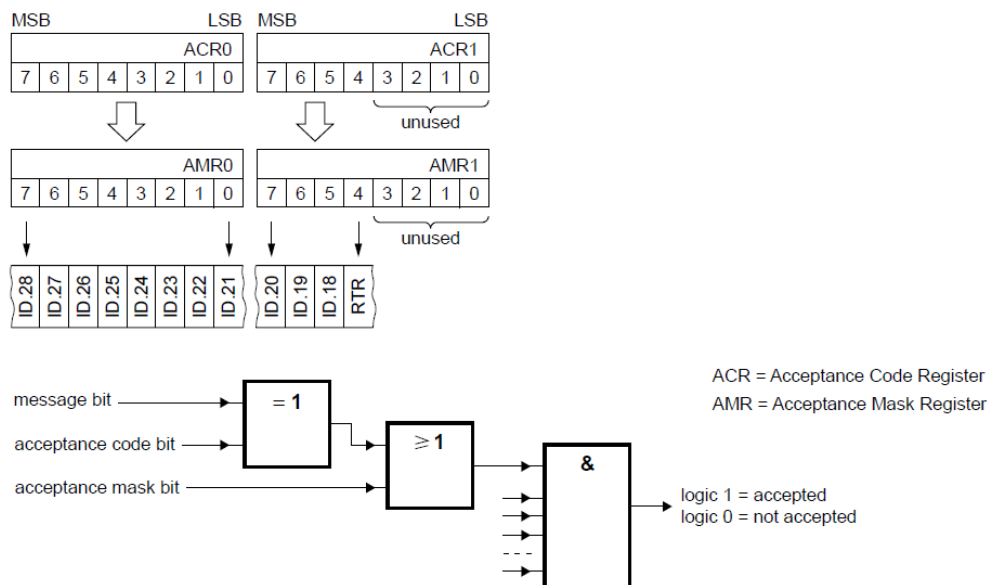 MSB LSB MSB LSB
ACR0 ACR1
7 6 5 4 3 2 1 0 7 6 5 4 3 2 1 0
unused
AMR0 AMR1
7 6 5 4 3 2 1 0 7 6 5 4 3 2 1 0
unused
ID.28 ID.27 ID.26 ID.25 ID.24 ID.23 ID.22 ID.21 ID.20 ID.19 ID.18 RTR
ACR = Acceptance Code Register
AMR = Acceptance Mask Register
message bit
= 1
acceptance code bit
≥ 1
acceptance mask bit
&
logic 1 = accepted
logic 0 = not accepted